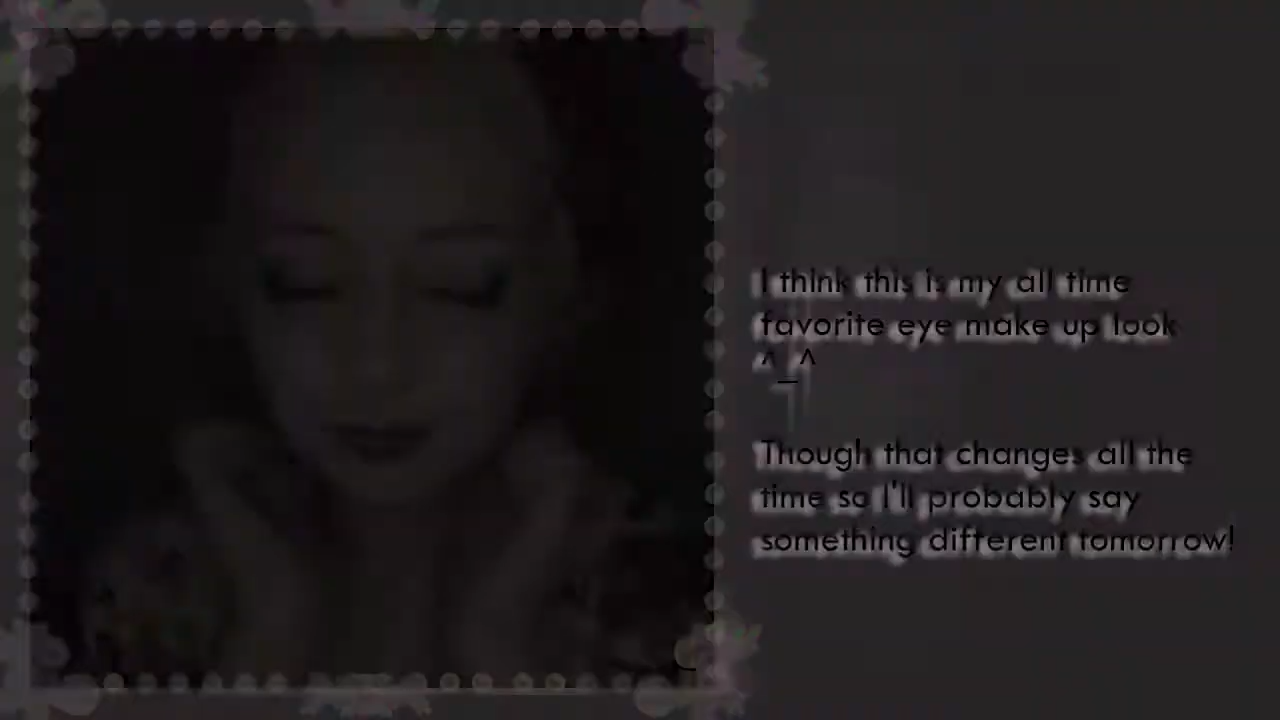 I think this is my all time
favorite eye make up look
^_^
Though that changes all the
time so I'll probably say
something different tomorrow!